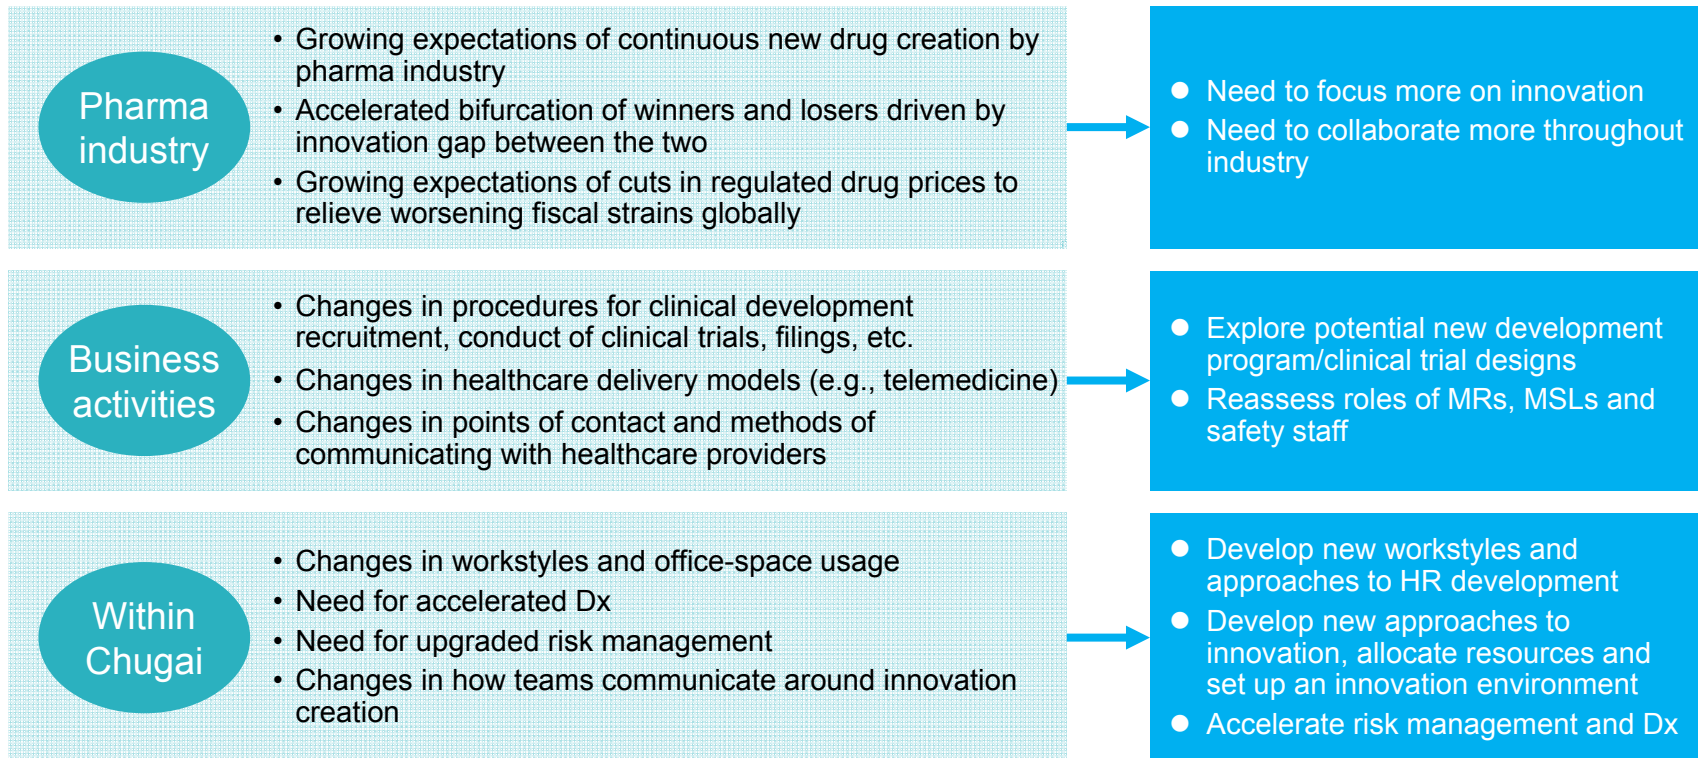 Pharma
industry
• Growing expectations of continuous new drug creation by
pharma industry
• Accelerated bifurcation of winners and losers driven by
innovation gap between the two
• Growing expectations of cuts in regulated drug prices to
relieve worsening fiscal strains globally
● Need to focus more on innovation
● Need to collaborate more throughout
industry
Business
activities
• Changes in procedures for clinical development
recruitment, conduct of clinical trials, filings, etc.
• Changes in healthcare delivery models (e.g., telemedicine)
• Changes in points of contact and methods of
communicating with healthcare providers
● Explore potential new development
program/clinical trial designs
● Reassess roles of MRs, MSLs and
safety staff
Within
Chugai
• Changes in workstyles and office-space usage
• Need for accelerated Dx
• Need for upgraded risk management
• Changes in how teams communicate around innovation
creation
● Develop new workstyles and
approaches to HR development
● Develop new approaches to
innovation, allocate resources and
set up an innovation environment
● Accelerate risk management and Dx